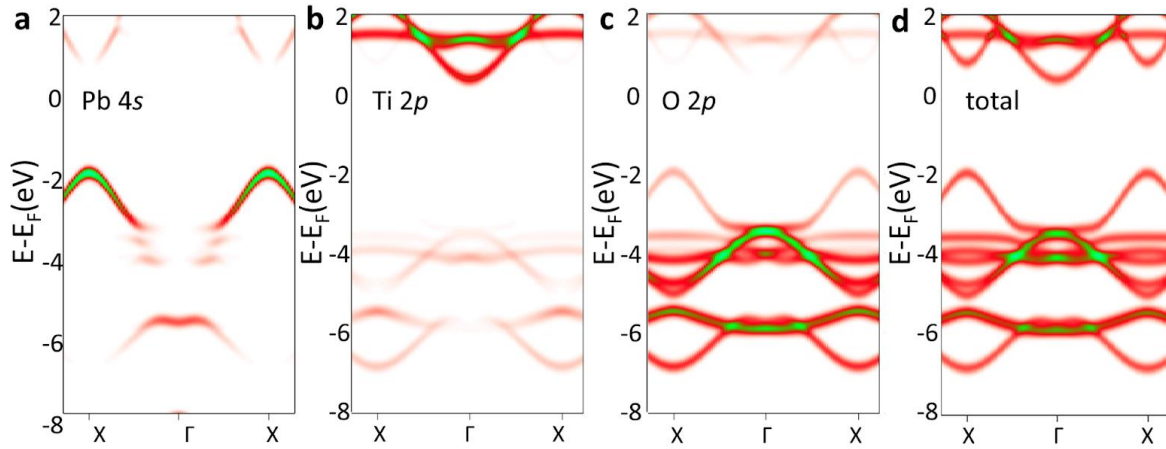 a
b
c
d
2
0
-2
-4
-6
-8
E-E_F(eV)
Pb 4s
X
Γ
X
2
0
-2
-4
-6
-8
E-E_F(eV)
Ti 2p
X
Γ
X
2
0
-2
-4
-6
-8
E-E_F(eV)
O 2p
X
Γ
X
2
0
-2
-4
-6
-8
E-E_F(eV)
total
X
Γ
X